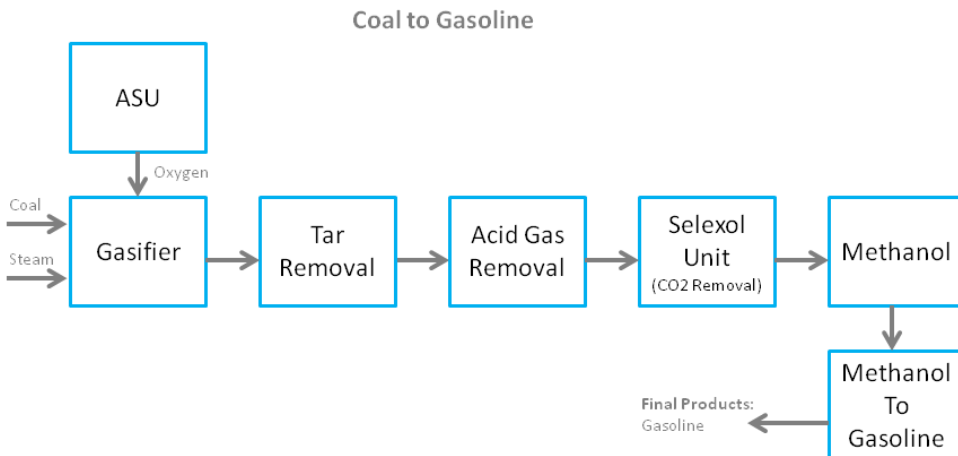 Coal to Gasoline
ASU
Oxygen
Coal
Steam
Gasifier
Tar
Removal
Acid Gas
Removal
Selexol
Unit
(CO2 Removal)
Methanol
Methanol
To
Gasoline
Final Products:
Gasoline